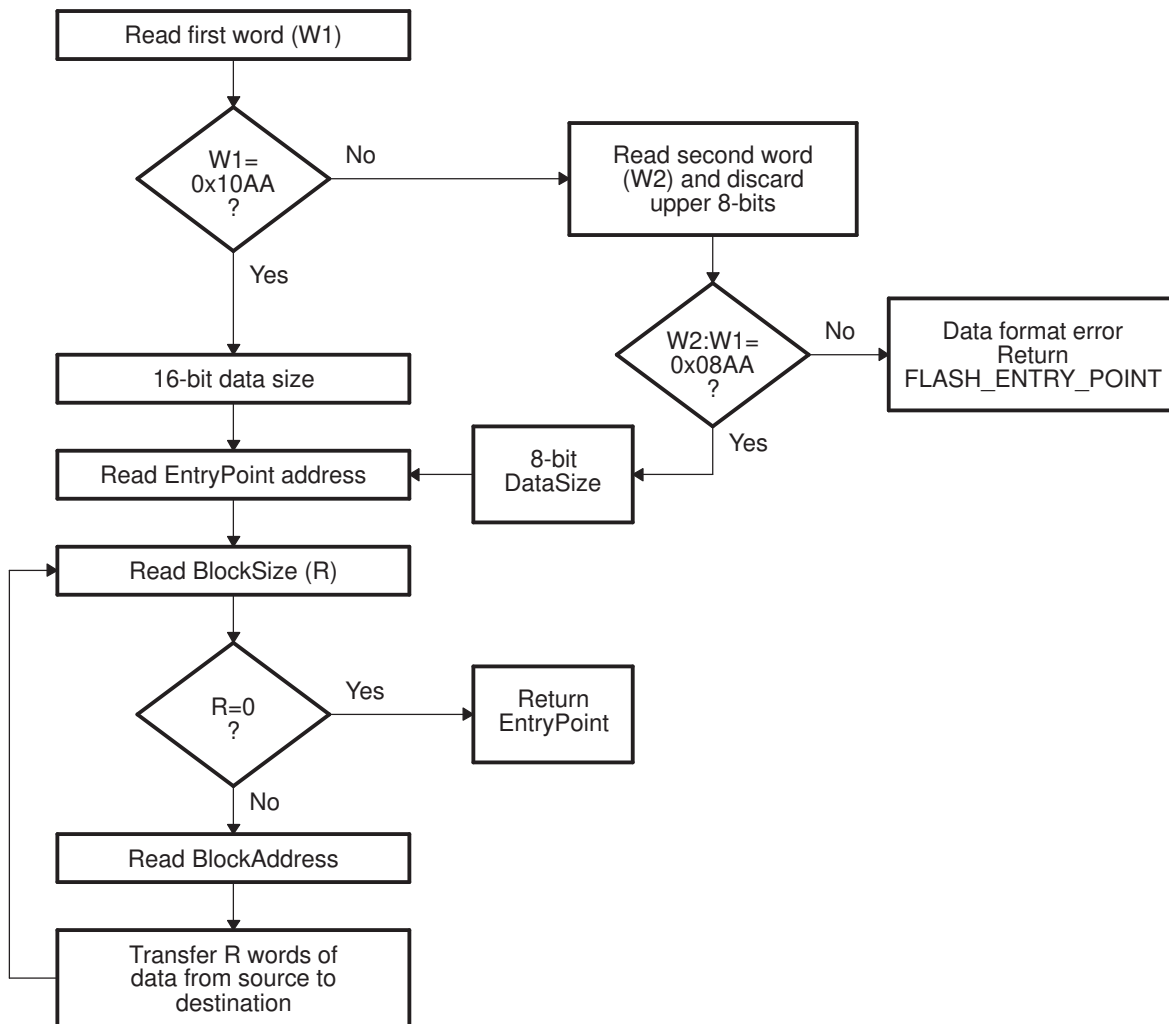 Read first word (W1)
W1=
0x10AA
?
No
Read second word
(W2) and discard
upper 8-bits
Yes
W2:W1=
0x08AA
?
No
Data format error
Return
FLASH_ENTRY_POINT
16-bit data size
Yes
8-bit
DataSize
Read EntryPoint address
Read BlockSize (R)
R=0
?
Yes
Return
EntryPoint
No
Read BlockAddress
Transfer R words of
data from source to
destination